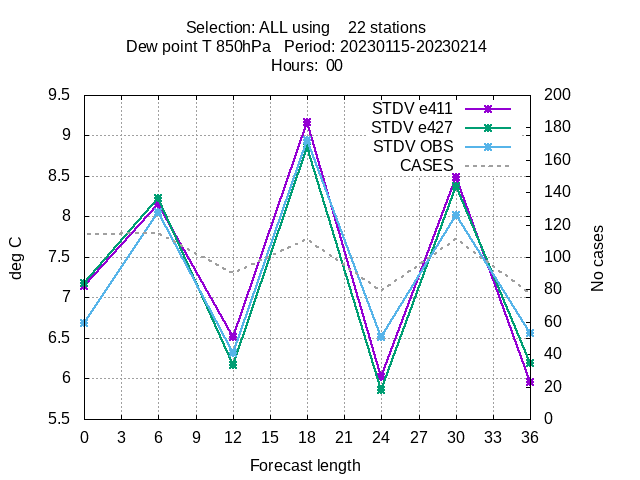 Selection: ALL using 22 stations
Dew point T 850hPa Period: 20230115-20230214
Hours: 00
9.5
9
8.5
8
7.5
7
6.5
6
5.5
deg C
STDV e411
STDV e427
STDV OBS
CASES
200
180
160
140
120
100
80
60
40
20
0
No cases
0 3 6 9 12 15 18 21 24 27 30 33 36
Forecast length